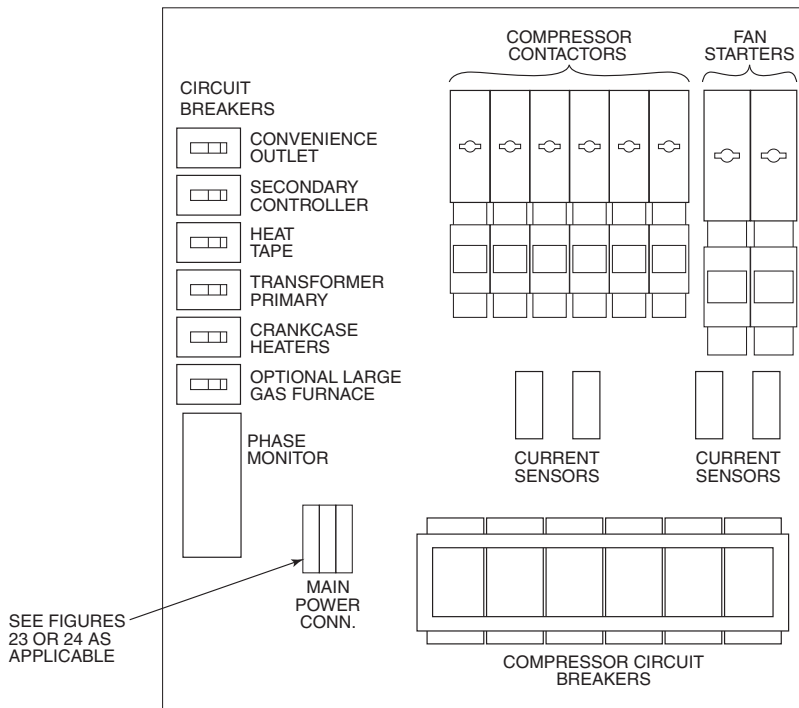 COMPRESSOR
CONTACTORS
FAN
STARTERS
CIRCUIT
BREAKERS
CONVENIENCE
OUTLET
SECONDARY
CONTROLLER
HEAT
TAPE
TRANSFORMER
PRIMARY
CRANKCASE
HEATERS
OPTIONAL LARGE
GAS FURNACE
PHASE
MONITOR
CURRENT
SENSORS
CURRENT
SENSORS
MAIN
POWER
CONN.
SEE FIGURES
23 OR 24 AS
APPLICABLE
COMPRESSOR CIRCUIT
BREAKERS